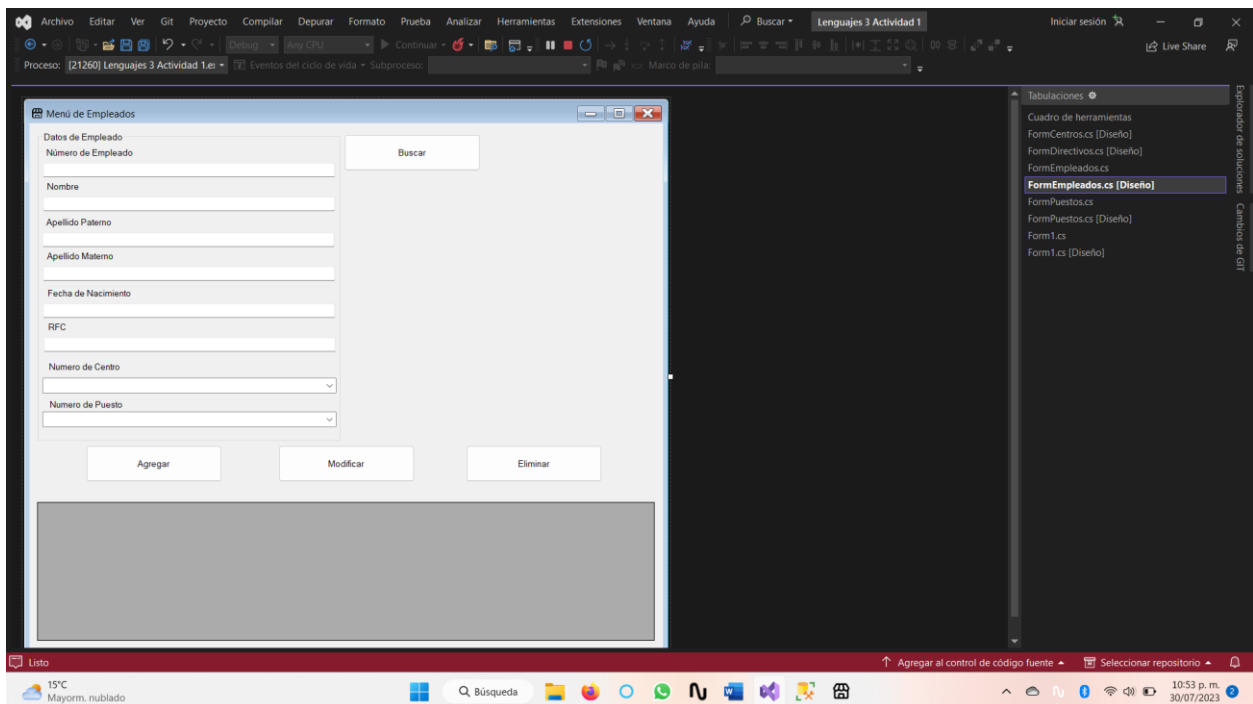 Archivo Editar Ver Git Proyecto Compilar Depurar Formato Prueba Analizar Herramientas Extensiones Ventana Ayuda Buscar Lenguajes 3 Actividad 1 Iniciar sesión
Debug Any CPU Continuar Live Share
Proceso: [21260] Lenguajes 3 Actividad 1.e Eventos del ciclo de vida Subproceso: Marco de pila:
Menú de Empleados
Datos de Empleado
Número de Empleado
Buscar
Nombre
Apellido Paterno
Apellido Materno
Fecha de Nacimiento
RFC
Numero de Centro
Numero de Puesto
Agregar Modificar Eliminar
Tabulaciones
Cuadro de herramientas
FormCentros.cs [Diseño]
FormDirectivos.cs [Diseño]
FormEmpleados.cs
FormEmpleados.cs [Diseño]
FormPuestos.cs
FormPuestos.cs [Diseño]
Form1.cs
Form1.cs [Diseño]
Explorador de soluciones
Cambios de GIT
Listo Agregar al control de código fuente Seleccionar repositorio
15°C
Mayorm. nublado
Búsqueda
10:53 p. m.
30/07/2023
2